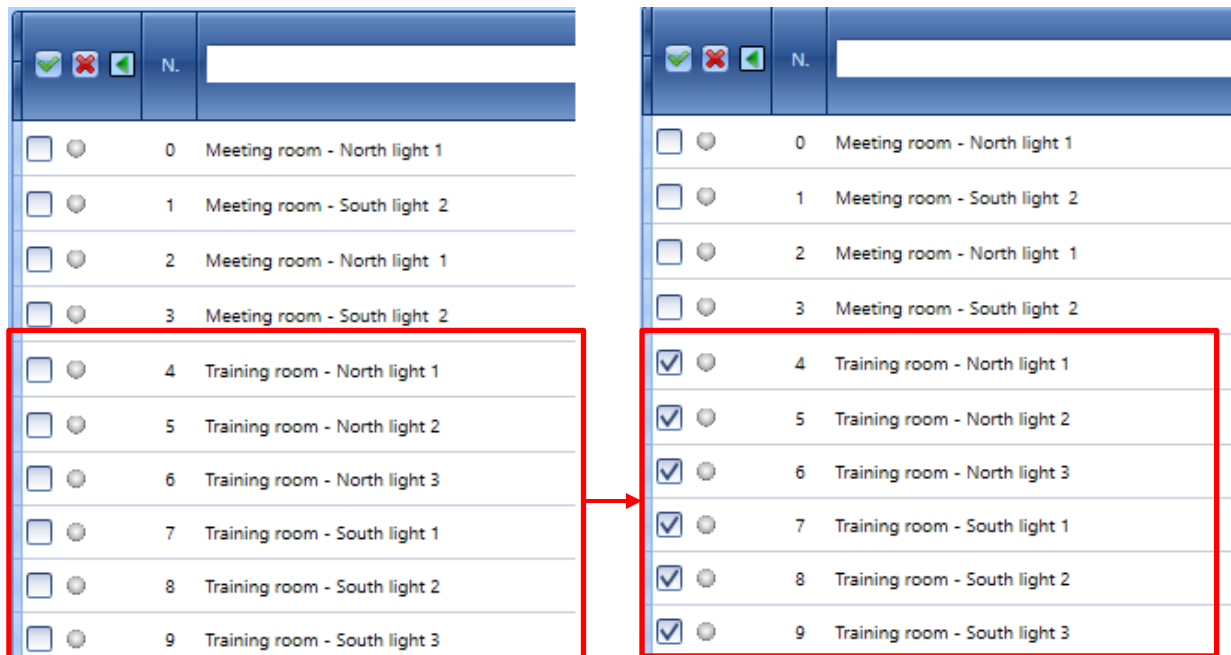 N.
0 Meeting room - North light 1
1 Meeting room - South light 2
2 Meeting room - North light 1
3 Meeting room - South light 2
4 Training room - North light 1
5 Training room - North light 2
6 Training room - North light 3
7 Training room - South light 1
8 Training room - South light 2
9 Training room - South light 3
N.
0 Meeting room - North light 1
1 Meeting room - South light 2
2 Meeting room - North light 1
3 Meeting room - South light 2
4 Training room - North light 1
5 Training room - North light 2
6 Training room - North light 3
7 Training room - South light 1
8 Training room - South light 2
9 Training room - South light 3